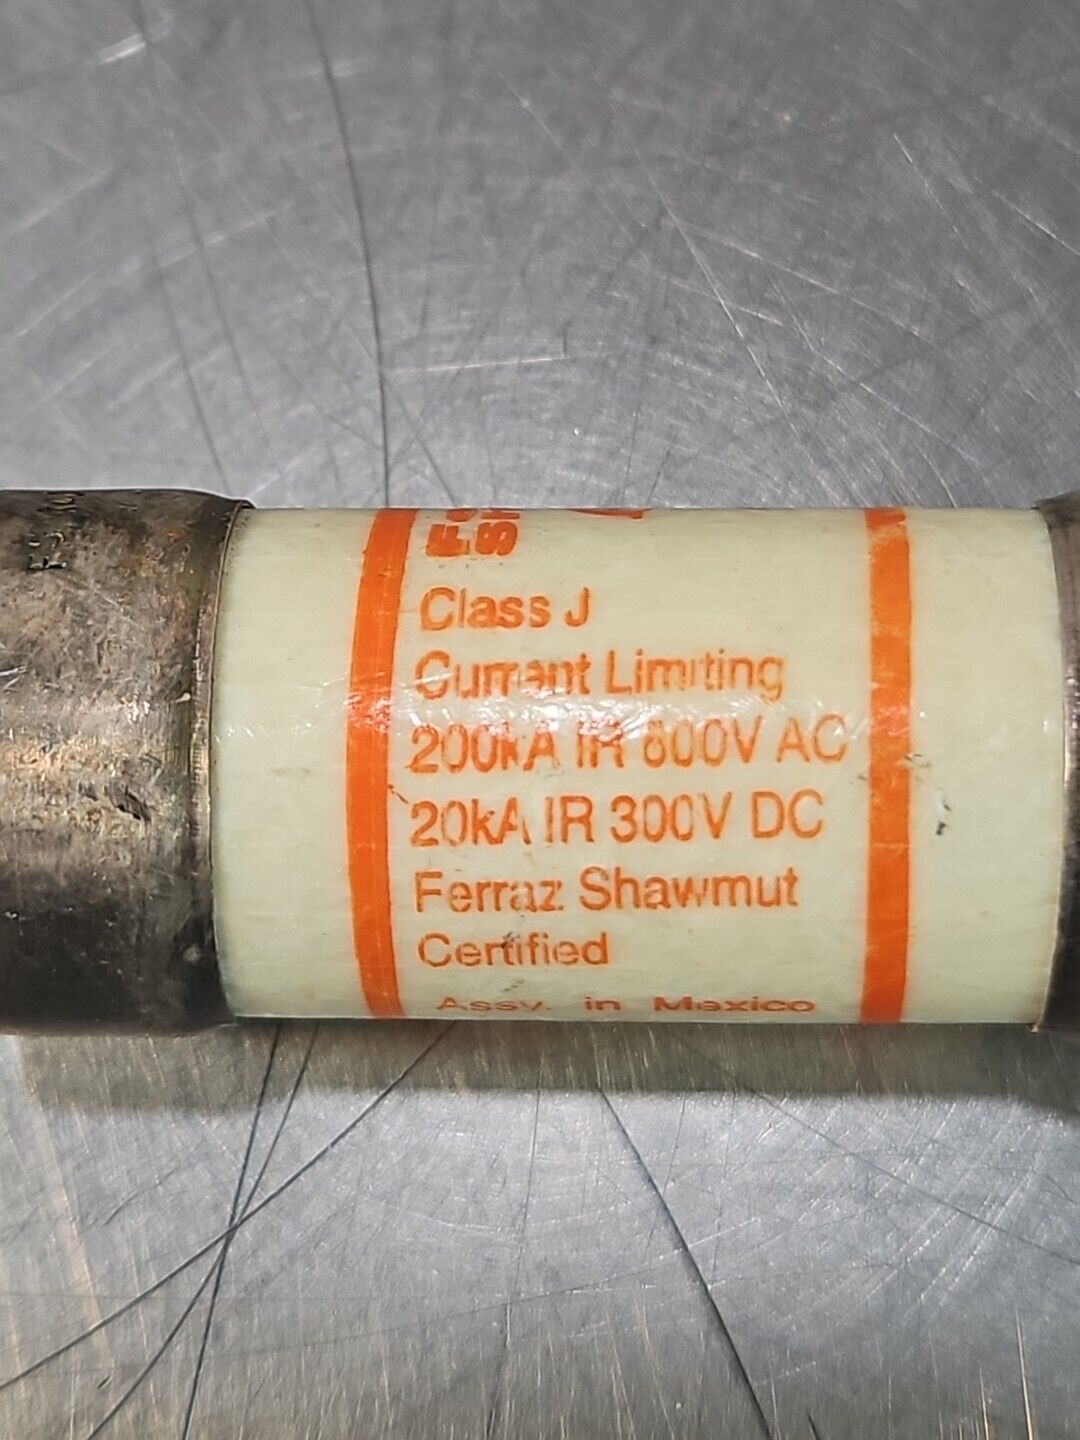 Class J
Current Limiting
200kA IR 600V AC
20kA IR 300V DC
Ferraz Shawmut
Certified
Assy. in Mexico